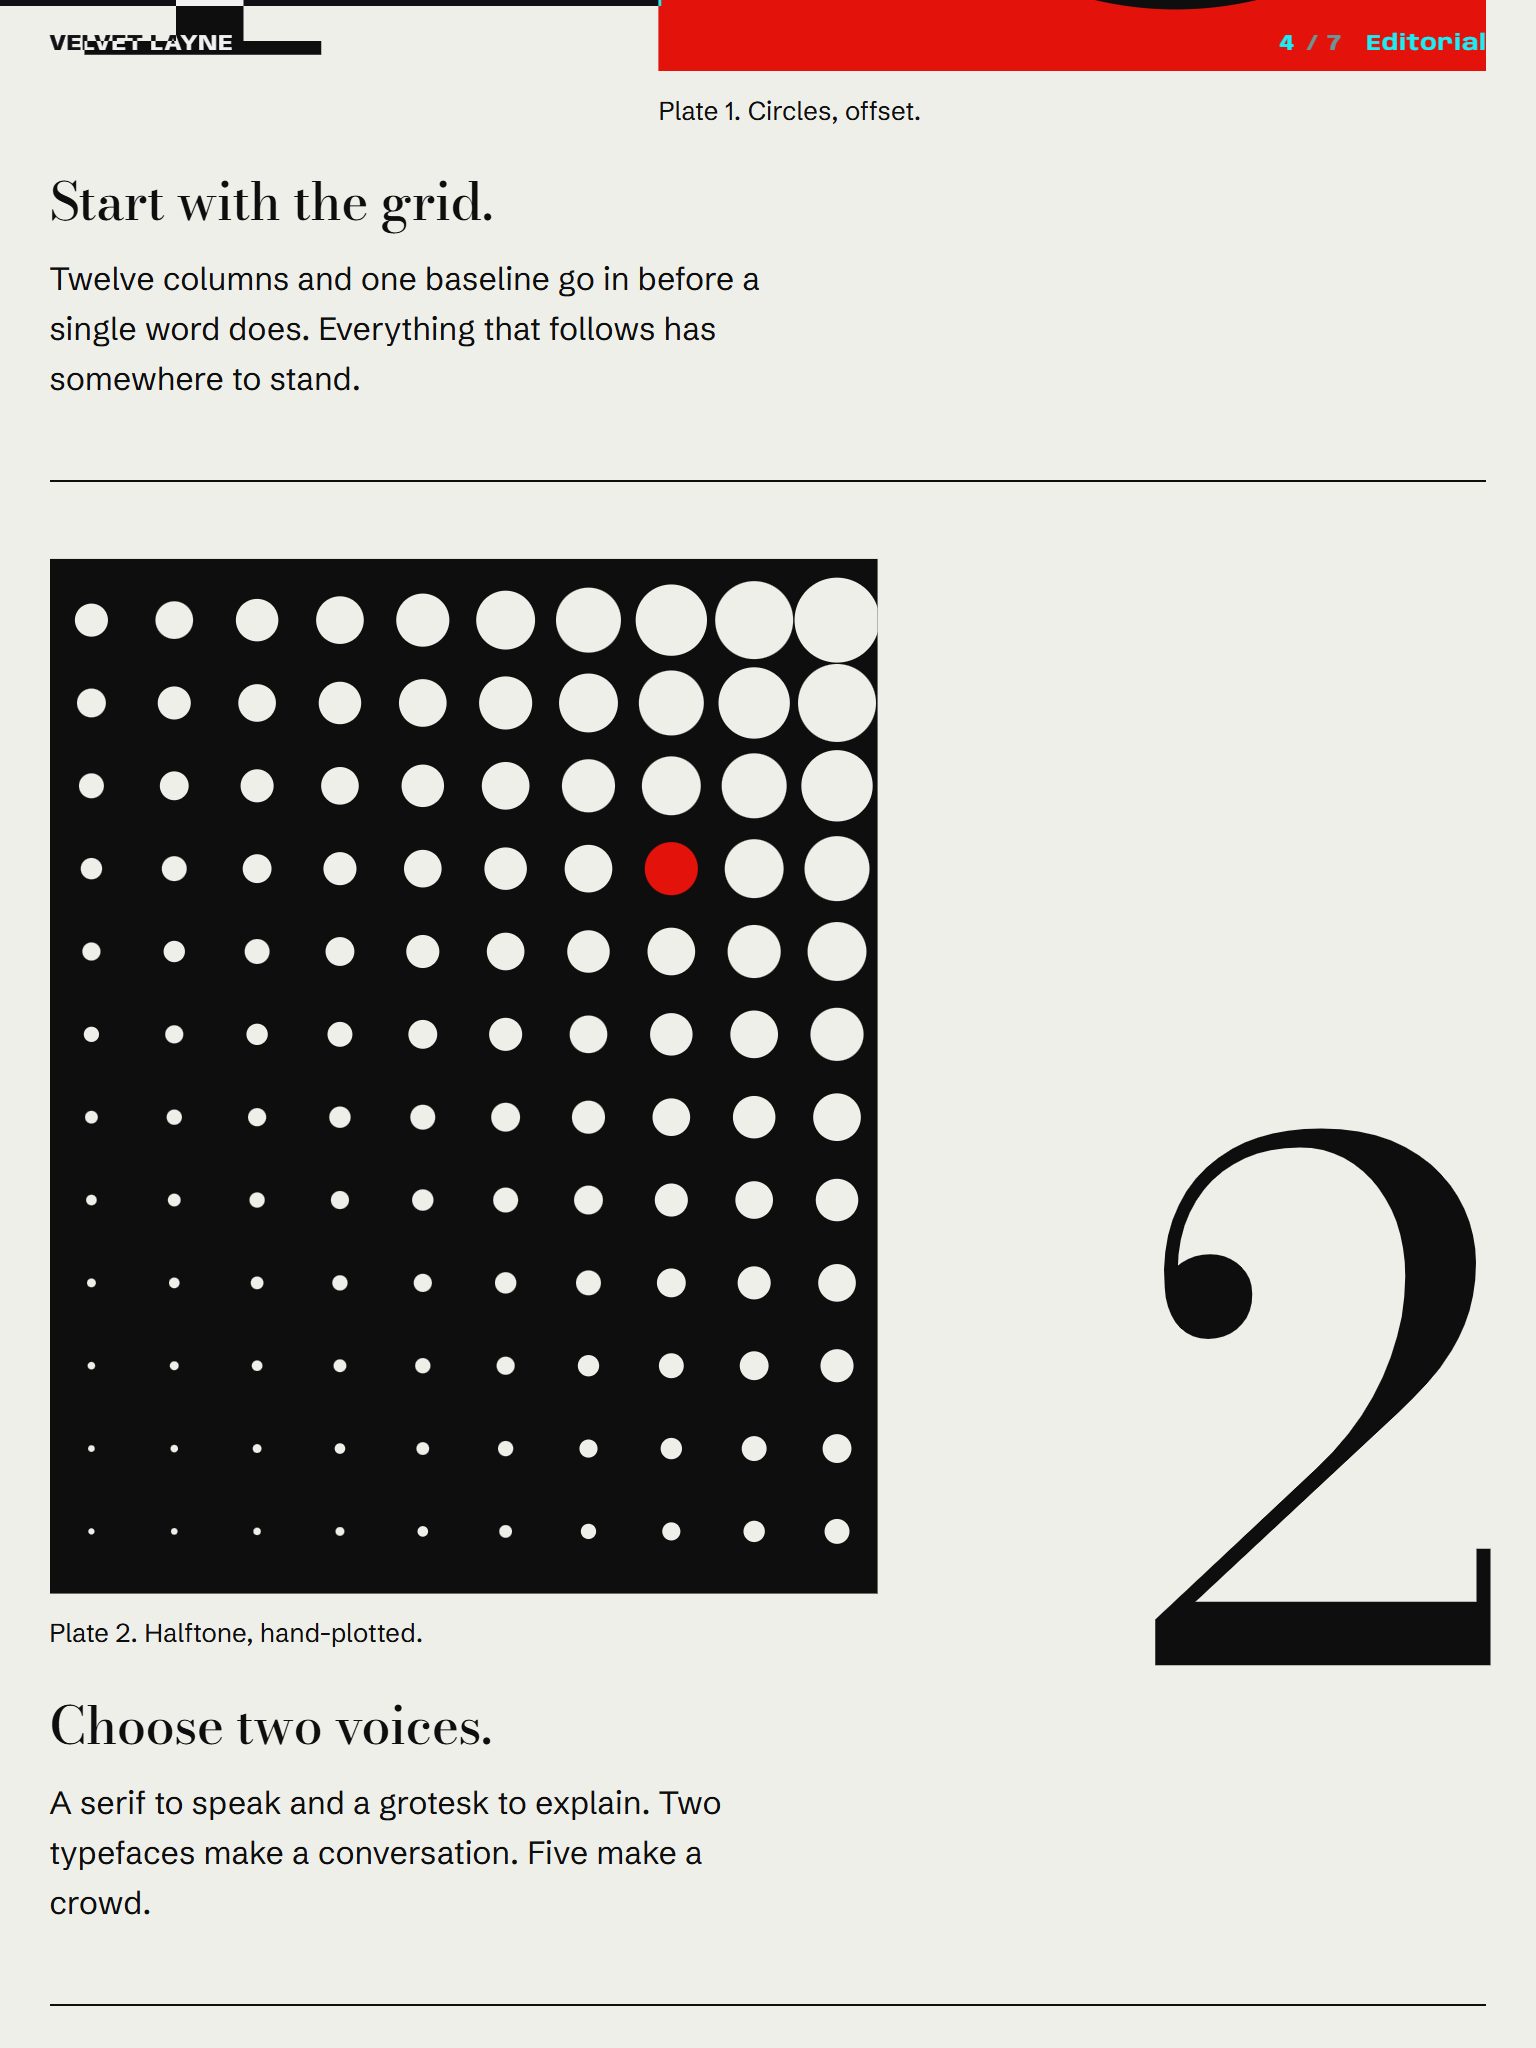 VELVET LAYNE
4 / 7 Editorial
Plate 1. Circles, offset.
Start with the grid.
Twelve columns and one baseline go in before a
single word does. Everything that follows has
somewhere to stand.
2
Plate 2. Halftone, hand-plotted.
Choose two voices.
A serif to speak and a grotesk to explain. Two
typefaces make a conversation. Five make a
crowd.